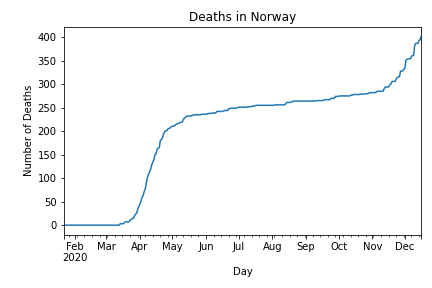 Deaths in Norway
Number of Deaths
400
350
300
250
200
150
100
50
0
Feb Mar Apr May Jun Jul Aug Sep Oct Nov Dec
2020
Day